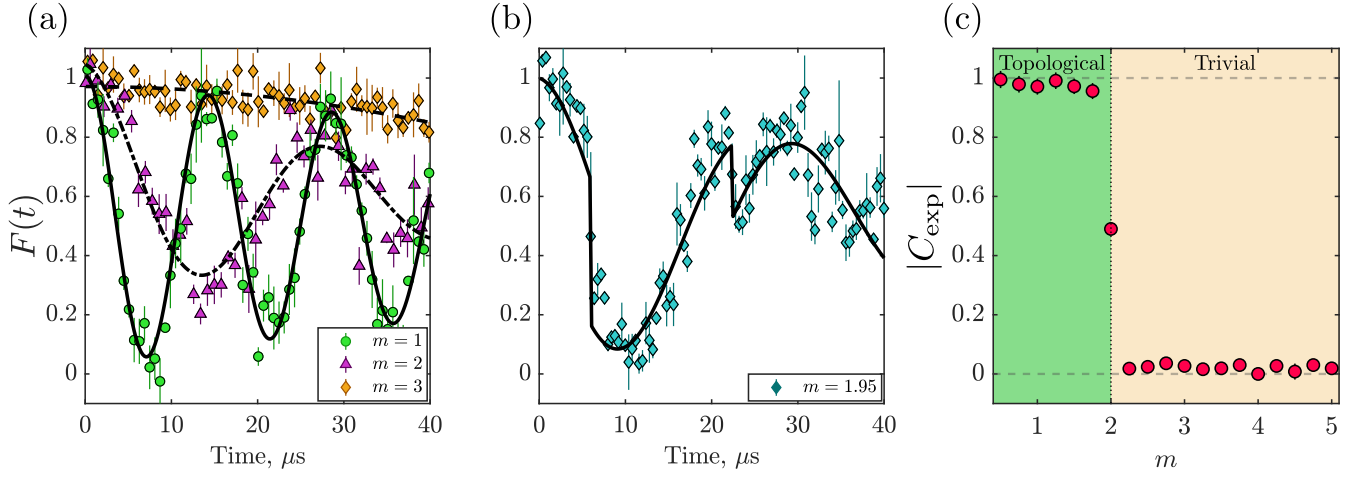 (a)
F(t)
1
0.8
0.6
0.4
0.2
0
0 10 20 30 40
Time, μs
m = 1
m = 2
m = 3
(b)
1
0.8
0.6
0.4
0.2
0
0 10 20 30 40
Time, μs
m = 1.95
(c)
|C_exp|
1
0.8
0.6
0.4
0.2
0
Topological Trivial
1 2 3 4 5
m